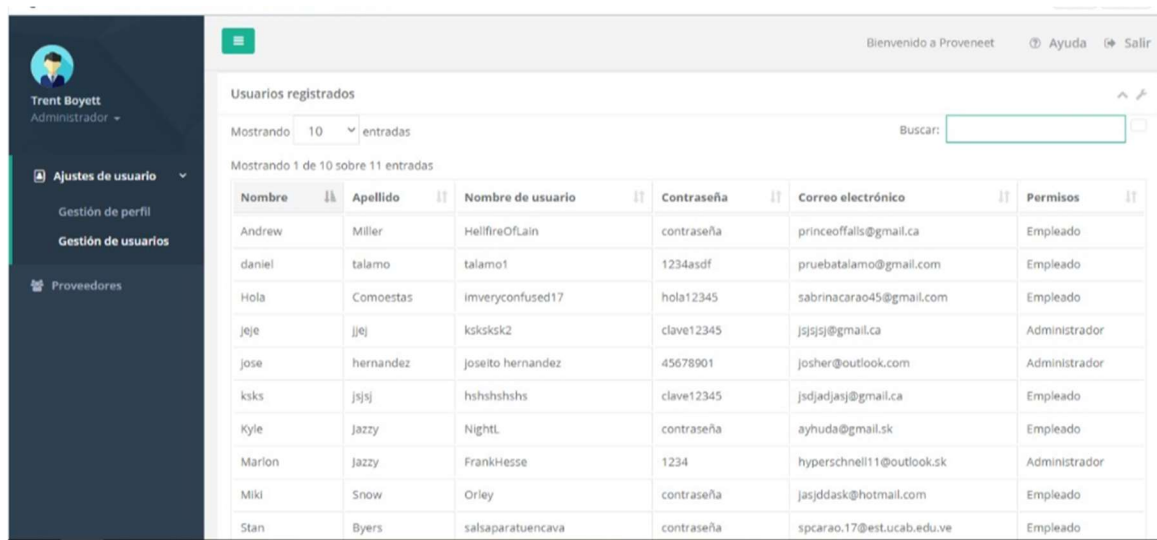 Bienvenido a Proveneet Ayuda Salir
Trent Boyett
Administrador
Ajustes de usuario
Gestión de perfil
Gestión de usuarios
Proveedores
Usuarios registrados
Mostrando 10 entradas Buscar:
Mostrando 1 de 10 sobre 11 entradas
Nombre Apellido Nombre de usuario Contraseña Correo electrónico Permisos
Andrew Miller HellfireOfLain contraseña princeoffalls@gmail.ca Empleado
daniel talamo talamo1 1234asdf pruebatalamo@gmail.com Empleado
Hola Comoestas imveryconfused17 hola12345 sabrinacarao45@gmail.com Empleado
jeje jjej ksksksk2 clave12345 jsjsjsj@gmail.ca Administrador
jose hernandez joseito hernandez 45678901 josher@outlook.com Administrador
ksks jsjsj hshshshshs clave12345 jsdjadjasj@gmail.ca Empleado
Kyle Jazzy NightL contraseña ayhuda@gmail.sk Empleado
Marlon Jazzy FrankHesse 1234 hyperschnell11@outlook.sk Administrador
Miki Snow Orley contraseña jasjddask@hotmail.com Empleado
Stan Byers salsaparatuencava contraseña spcarao.17@est.ucab.edu.ve Empleado